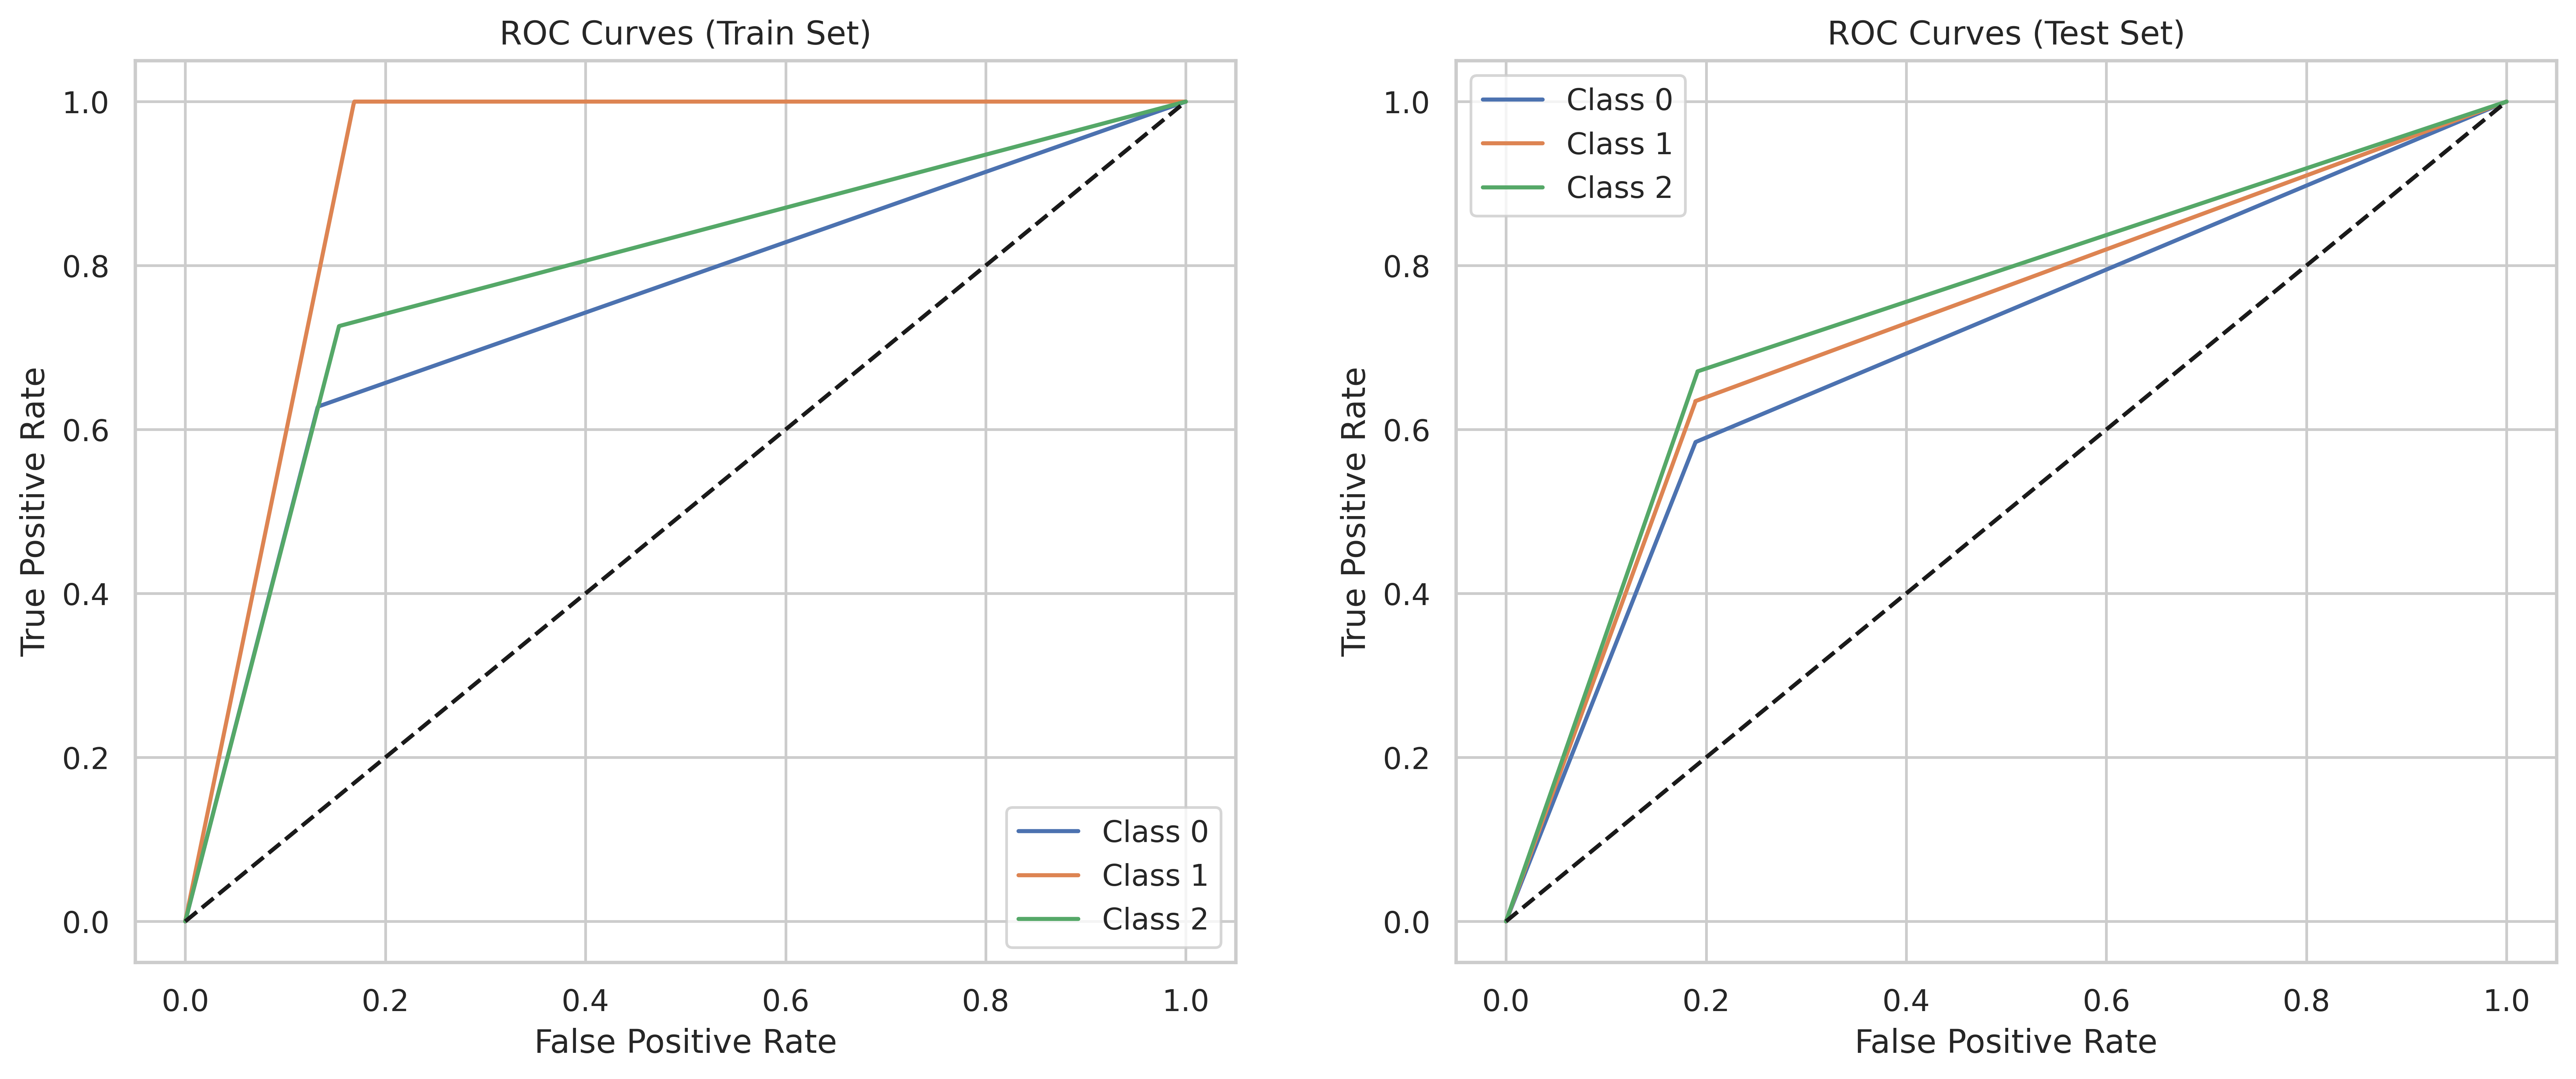 ROC Curves (Train Set)
True Positive Rate
1.0
0.8
0.6
0.4
0.2
0.0
Class 0
Class 1
Class 2
0.0 0.2 0.4 0.6 0.8 1.0
False Positive Rate
ROC Curves (Test Set)
True Positive Rate
1.0
0.8
0.6
0.4
0.2
0.0
Class 0
Class 1
Class 2
0.0 0.2 0.4 0.6 0.8 1.0
False Positive Rate